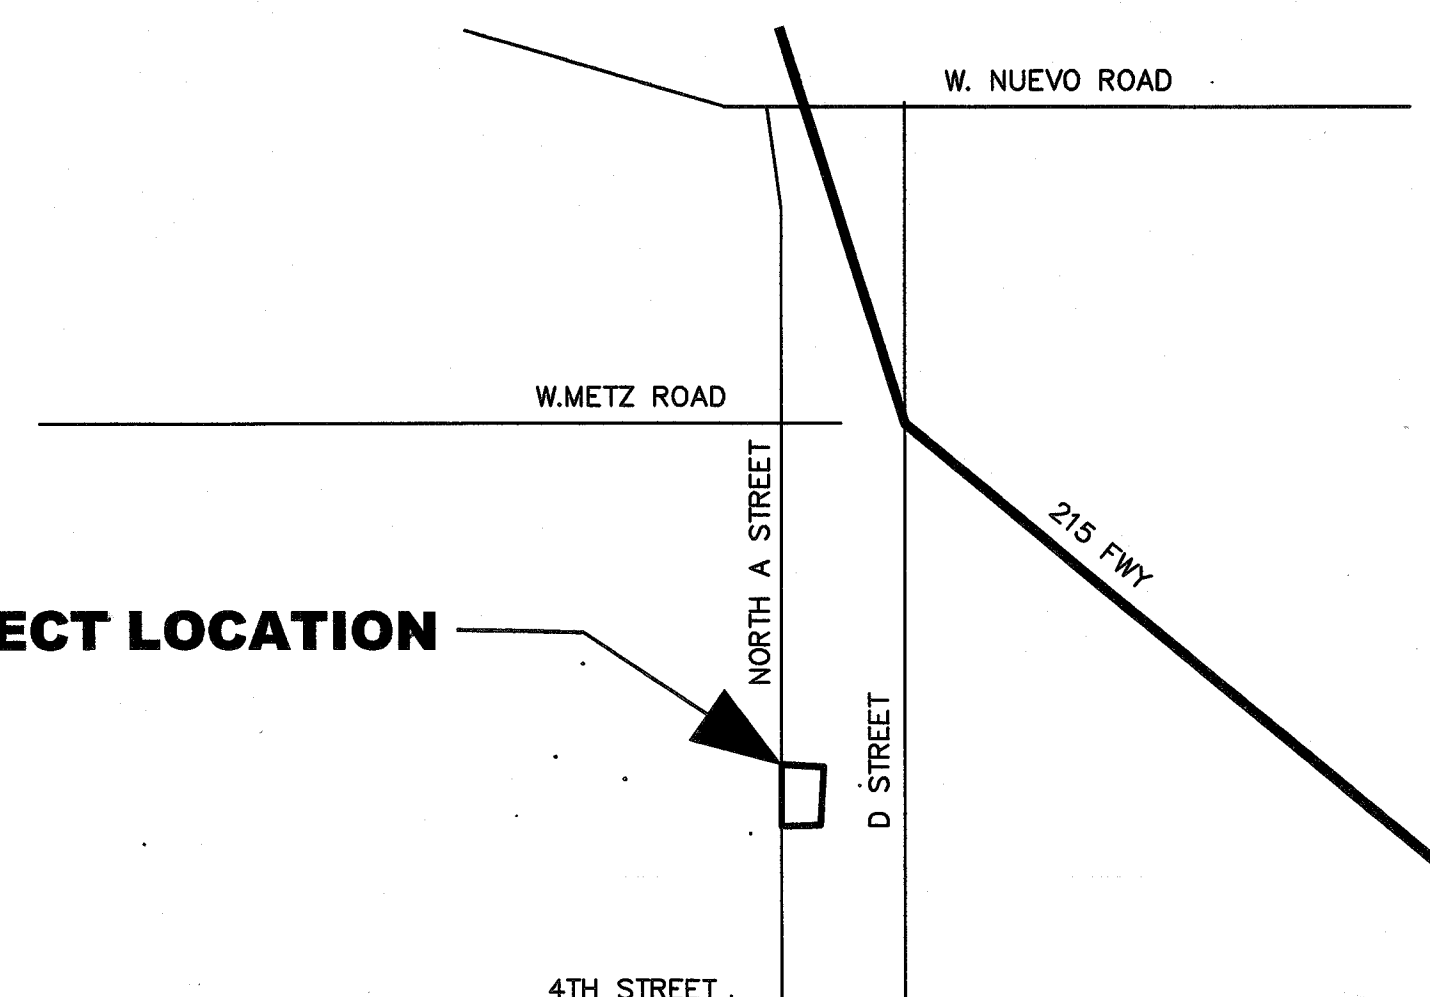 W. NUEVO ROAD
W.METZ ROAD
NORTH A STREET
215 FWY
ECT LOCATION
D STREET
4TH STREET